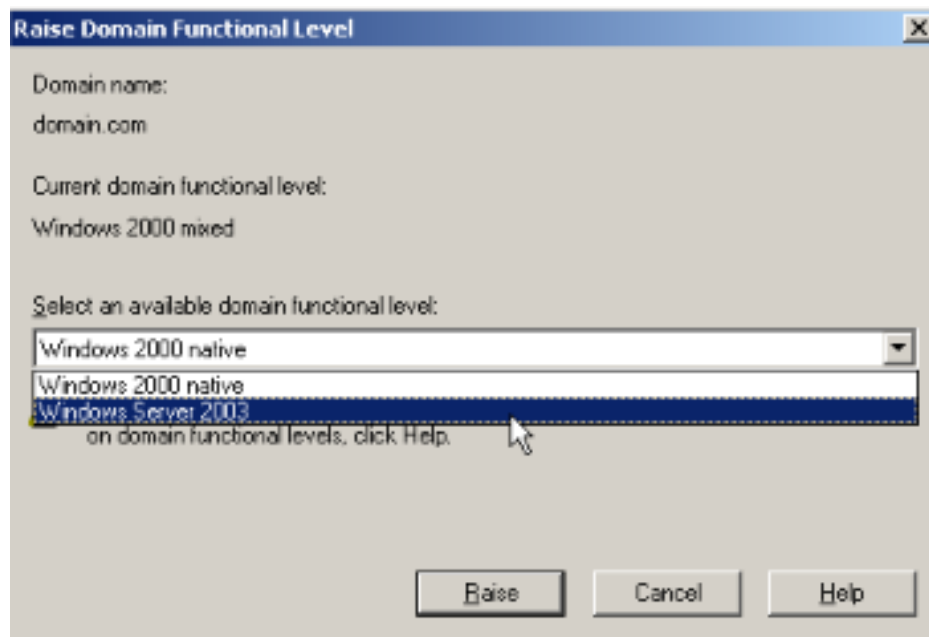 Raise Domain Functional Level
Domain name:
domain.com
Current domain functional level:
Windows 2000 mixed
Select an available domain functional level:
Windows 2000 native
Windows 2000 native
Windows Server 2003
on domain functional levels, click Help.
Raise Cancel Help